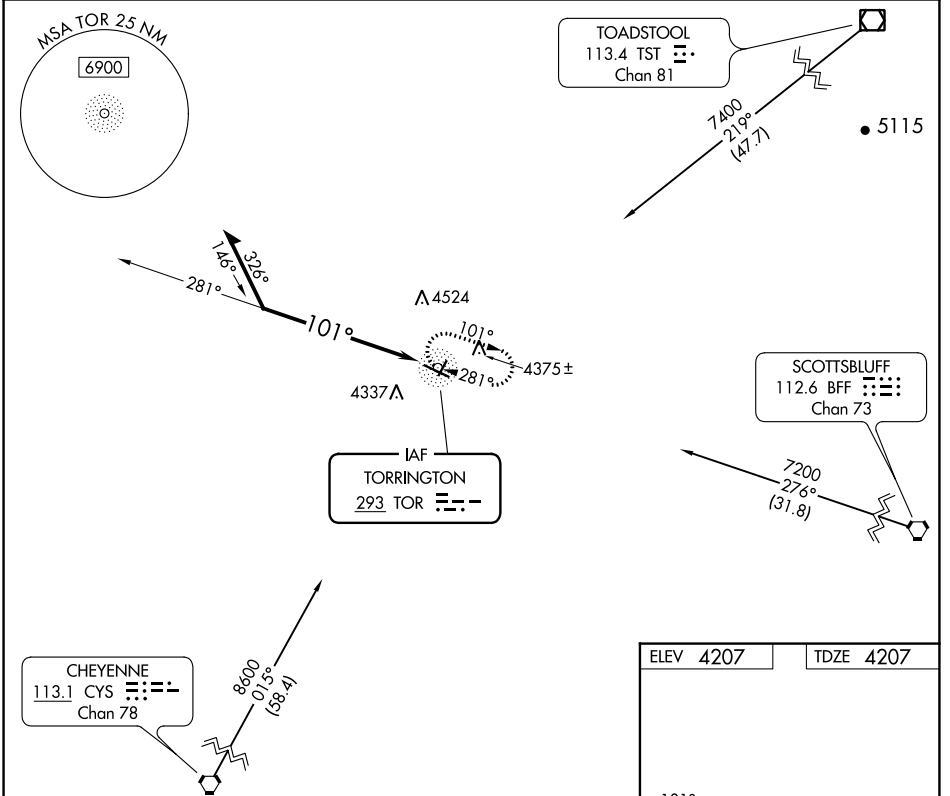 MSA TOR 25 NM
6900
TOADSTOOL
113.4 TST
Chan 81
7400
219°
(47.7)
5115
146°
326°
281°
101°
4524
101°
281°
4375±
4337
IAF
TORRINGTON
293 TOR
SCOTTSBLUFF
112.6 BFF
Chan 73
7200
276°
(31.8)
CHEYENNE
113.1 CYS
Chan 78
8600
015°
(58.4)
ELEV 4207
TDZE 4207